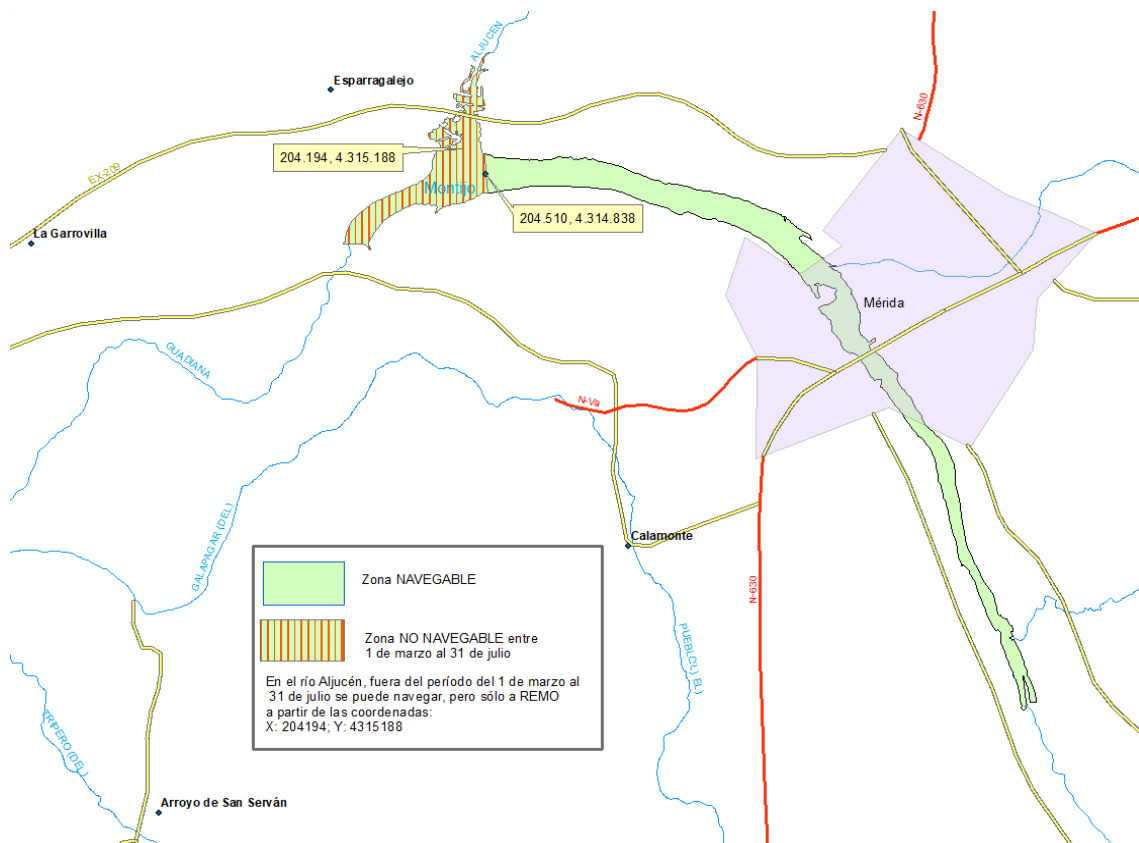 ALJUCEN
N-630
Esparragalejo
204.194, 4.315.188
EX-209
Montijo
204.510, 4.314.838
La Garrovilla
Mérida
GUADIANA
N-Va
GALAPAGAR (DEL)
Calamonte
N-630
Zona NAVEGABLE
Zona NO NAVEGABLE entre
1 de marzo al 31 de julio
En el río Aljucén, fuera del período del 1 de marzo al
31 de julio se puede navegar, pero sólo a REMO
a partir de las coordenadas:
X: 204194; Y: 4315188
PUEBLO(L) EL)
TRIPERO (DEL)
Arroyo de San Serván